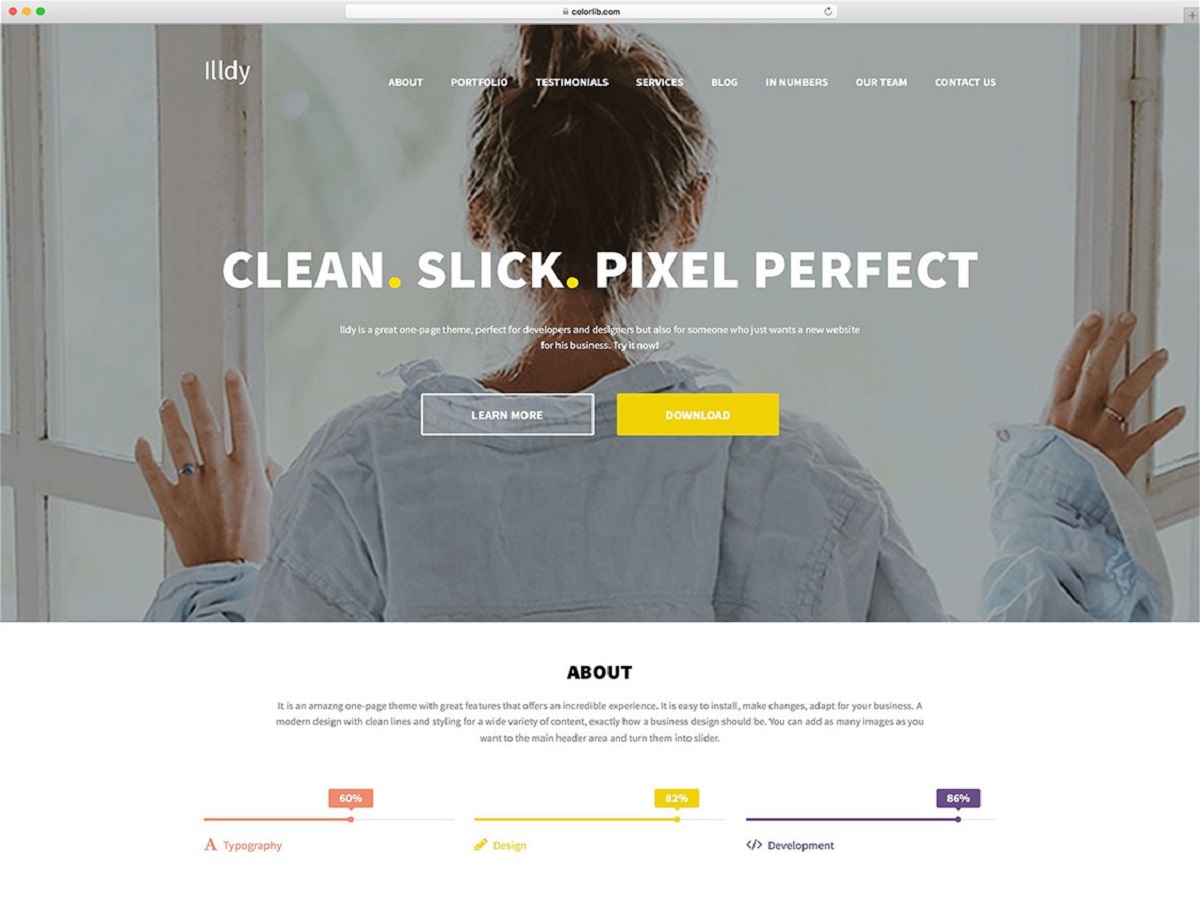 colorlib.com
Illdy
ABOUT PORTFOLIO TESTIMONIALS SERVICES BLOG IN NUMBERS OUR TEAM CONTACT US
CLEAN. SLICK. PIXEL PERFECT
lldy is a great one-page theme, perfect for developers and designers but also for someone who just wants a new website
for his business. Try it now!
LEARN MORE DOWNLOAD
ABOUT
It is an amazng one-page theme with great features that offers an incredible experience. It is easy to install, make changes, adapt for your business. A
modern design with clean lines and styling for a wide variety of content, exactly how a business design should be. You can add as many images as you
want to the main header area and turn them into slider.
60% 82% 86%
Typography Design Development